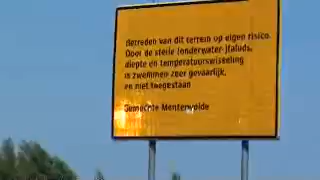 Betreden van dit terrein op eigen risico.
Door de steile (onderwater-)taluds,
diepte en temperatuurswisseling
is zwemmen zeer gevaarlijk,
en niet toegestaan
Gemeente Menterwolde